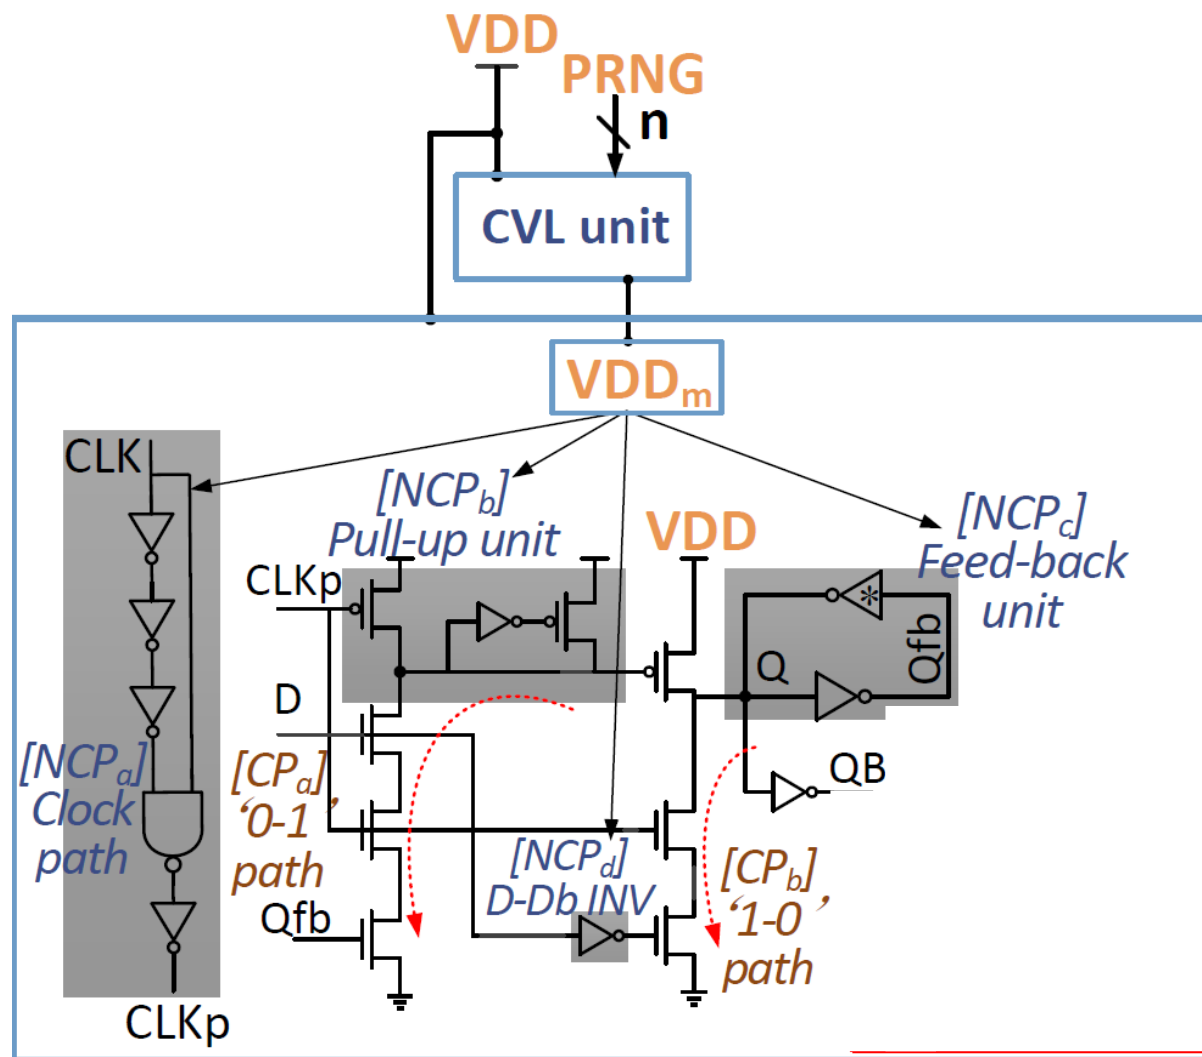 VDD
PRNG
n
CVL unit
VDDm
CLK
[NCPb]
Pull-up unit
VDD
[NCPc]
Feed-back
unit
CLKp
*
Qfb
Q
D
[NCPa]
Clock
path
[CPa]
‘0-1’
path
QB
[NCPd]
D-Db INV
[CPb]
‘1-0’
path
Qfb
CLKp